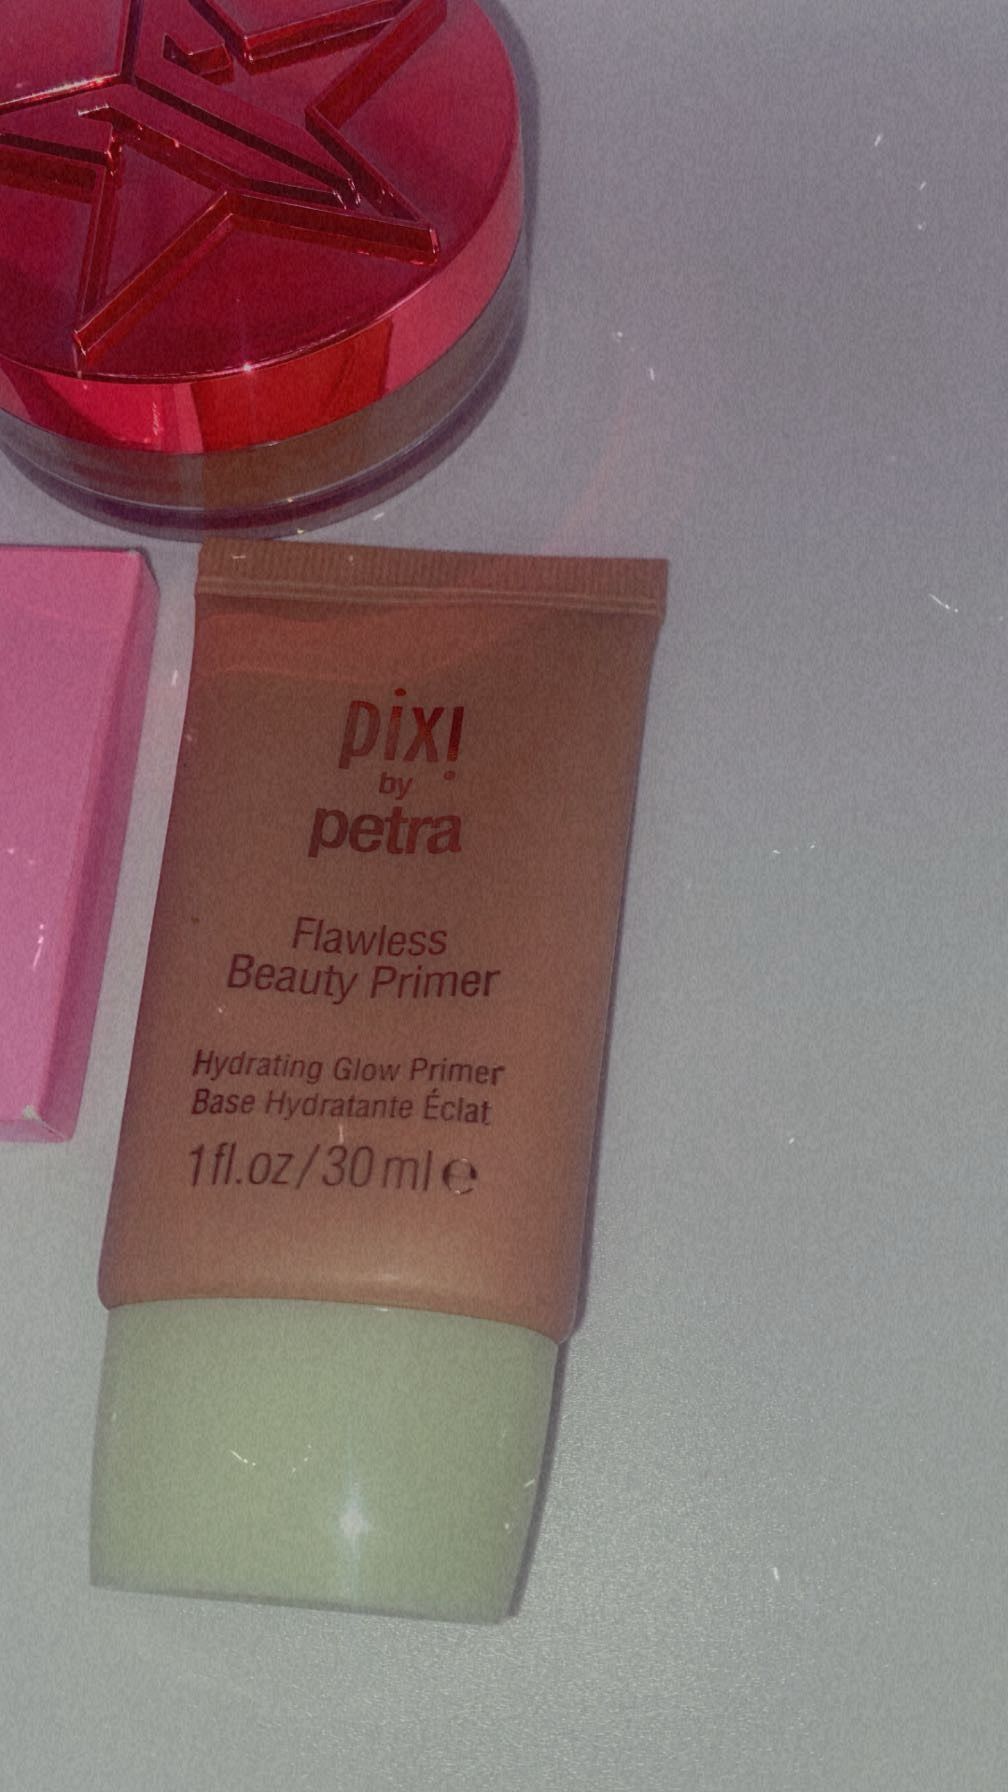 pixi
by
petra
Flawless
Beauty Primer
Hydrating Glow Primer
Base Hydratante Éclat
1fl.oz/30ml℮